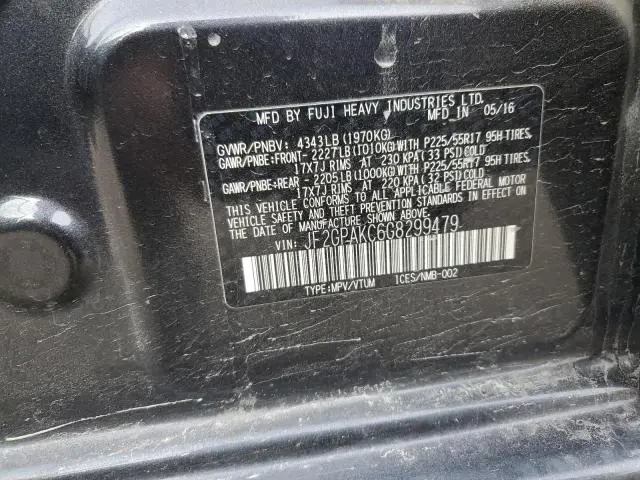 MFD BY FUJI HEAVY INDUSTRIES LTD.
MFD_IN 05/16
GVWR/PNBV: 4343LB (1970KG)
GAWR/PNBE:FRONT- 2227LB(1010KG)WITH P225/55R17 95H TIRES,
17X7J RIMS AT 230 KPA(33 PSI)COLD
GAWR/PNBE:REAR - 2205LB(1000KG)WITH P225/55R17 95H TIRES,
17X7J RIMS AT 220 KPA(32 PSI)COLD
THIS VEHICLE CONFORMS TO ALL APPLICABLE FEDERAL MOTOR
VEHICLE SAFETY AND BUMPER STANDARDS IN EFFECT ON THE DATE OF
MANUFACTURE SHOWN ABOVE.
VIN: JF2GPAKC6G8299479
TYPE:MPV/VTUM ICES/NMB-002